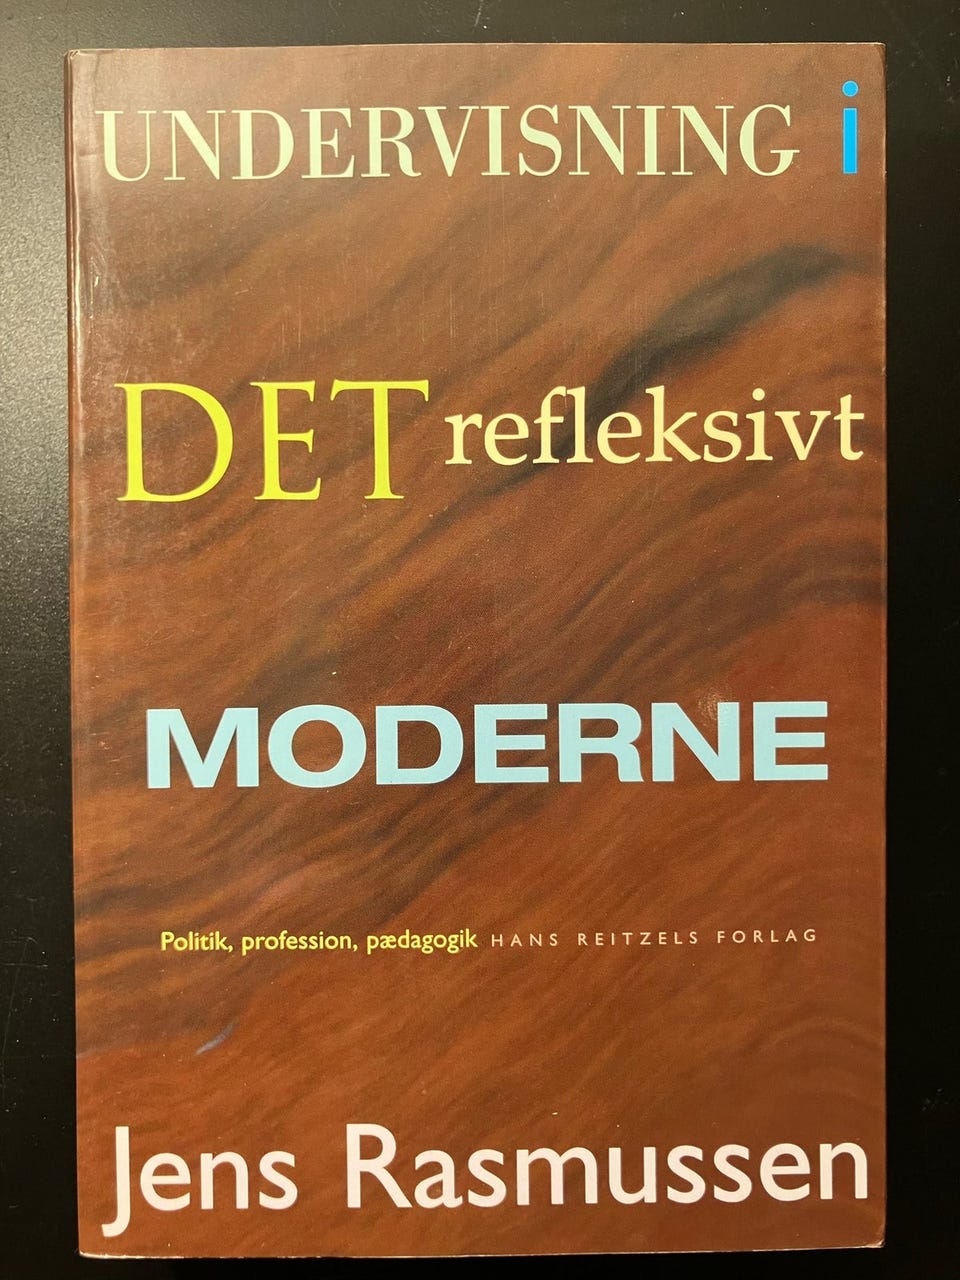 UNDERVISNING i
DET refleksivt
MODERNE
Politik, profession, pædagogik HANS REITZELS FORLAG
Jens Rasmussen